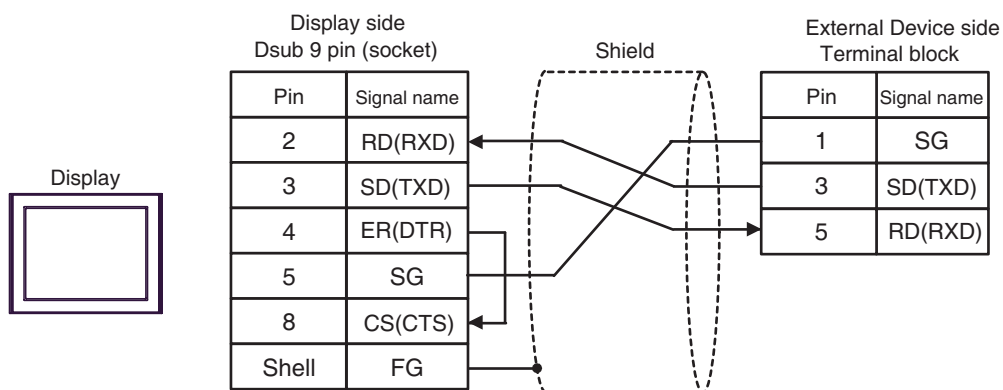 Display side
Dsub 9 pin (socket)
Shield
External Device side
Terminal block
Pin Signal name
2 RD(RXD)
3 SD(TXD)
4 ER(DTR)
5 SG
8 CS(CTS)
Shell FG
Pin Signal name
1 SG
3 SD(TXD)
5 RD(RXD)
Display